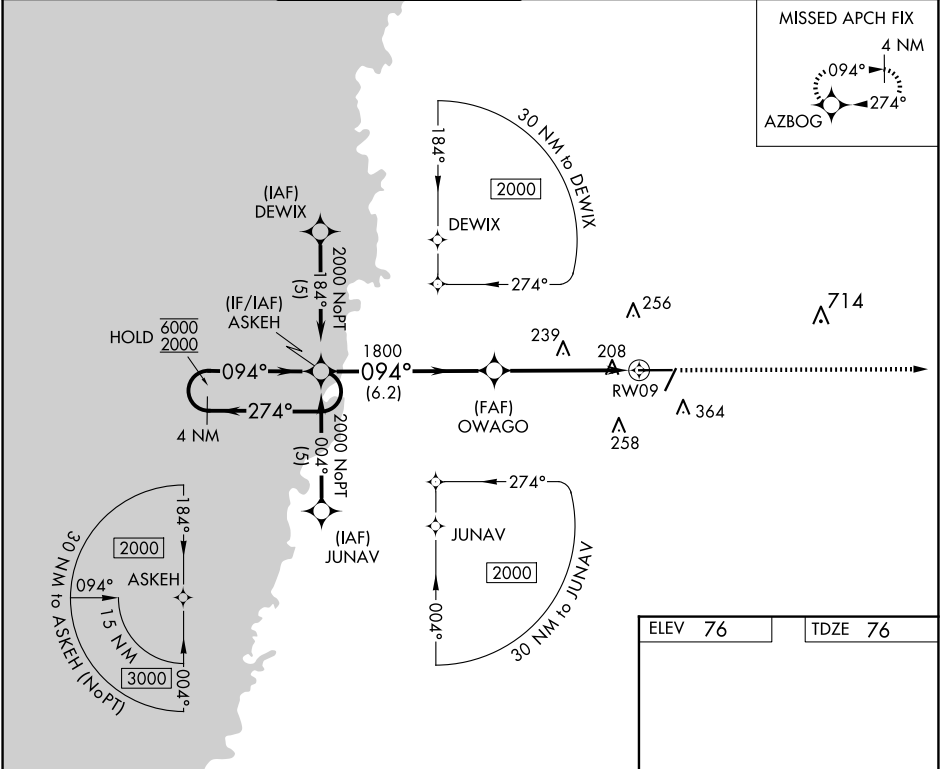 MISSED APCH FIX
4 NM
094°
274°
AZBOG
30 NM to DEWIX
184°
2000
DEWIX
274°
(IAF)
DEWIX
2000 NoPT
184°
(5)
(IF/IAF)
ASKEH
HOLD 6000
2000
094°
274°
4 NM
1800
094°
(6.2)
(FAF)
OWAGO
239
256
208
RW09
714
364
258
2000 NoPT
004°
(5)
(IAF)
JUNAV
274°
JUNAV
2000
004°
30 NM to JUNAV
184°
2000
ASKEH
094°
15 NM
3000
004°
30 NM to ASKEH (NoPT)
ELEV 76
TDZE 76